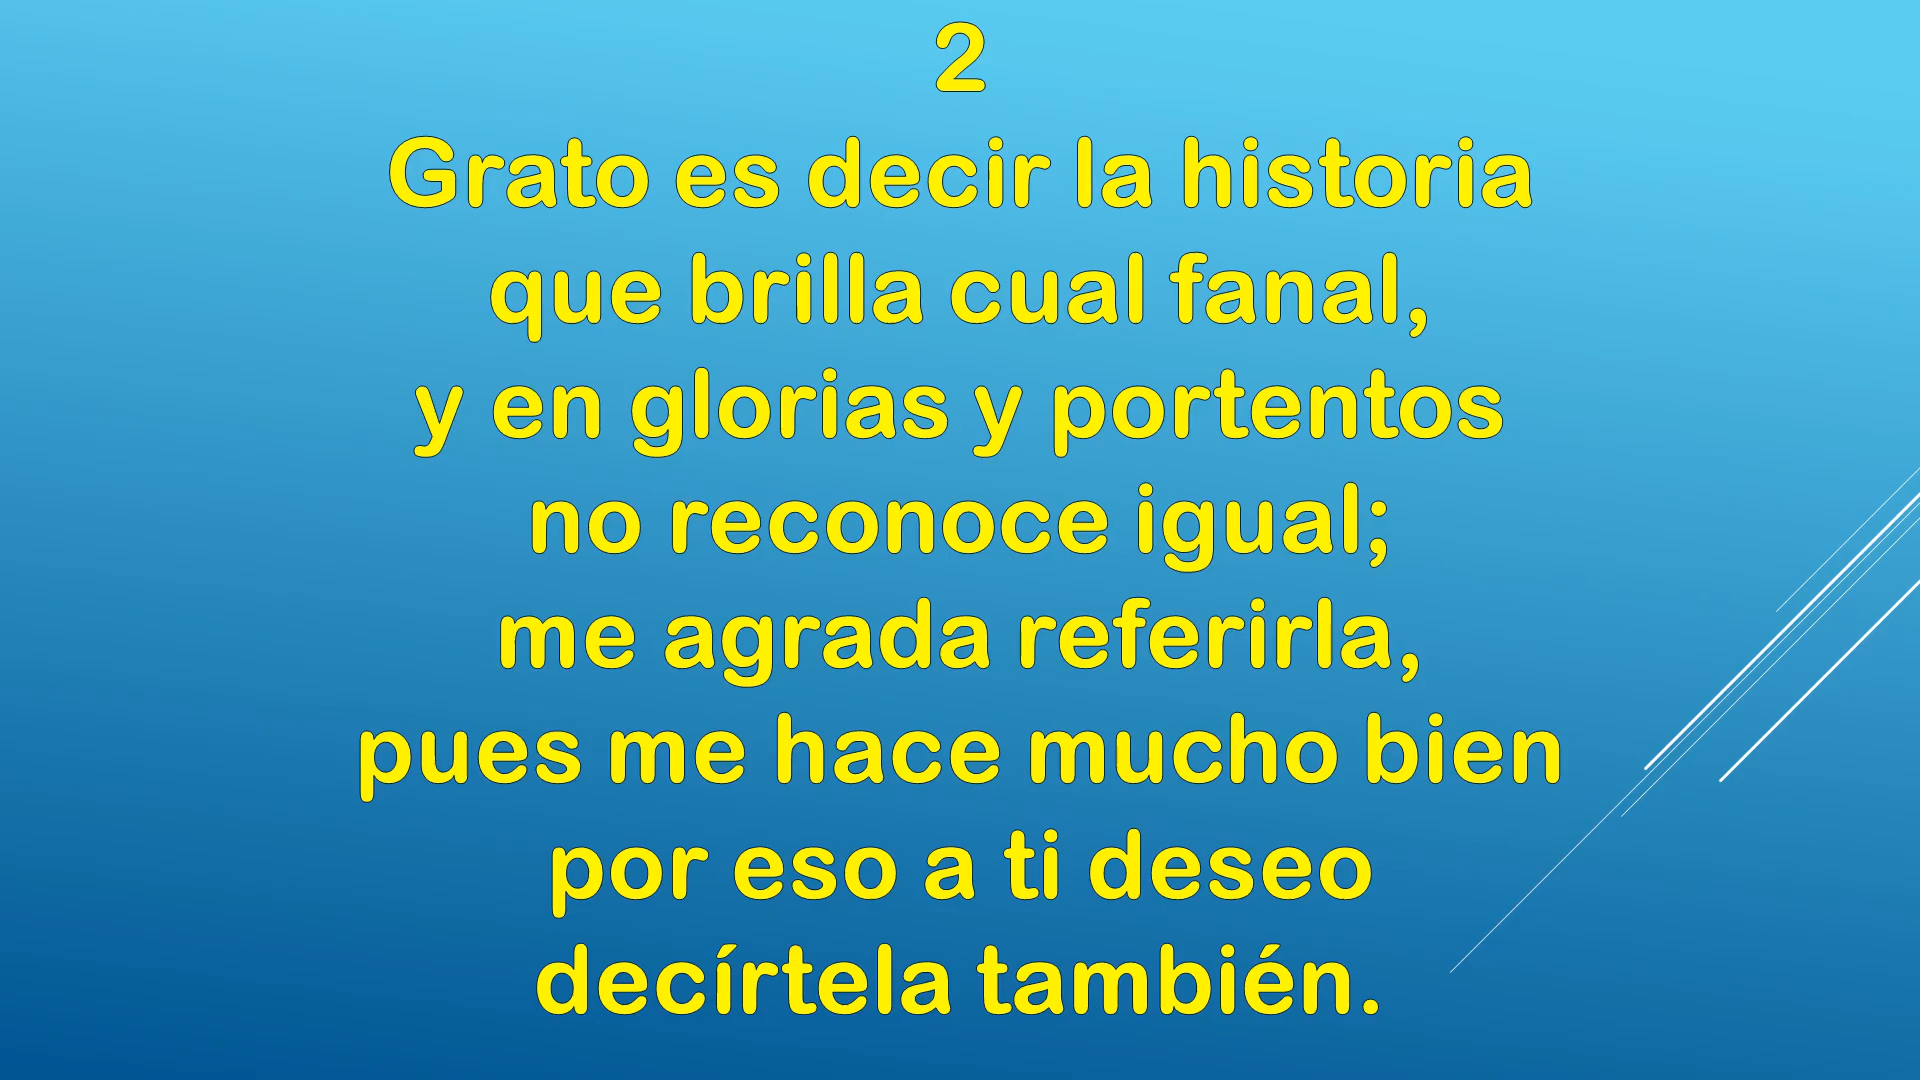 2
Grato es decir la historia
que brilla cual fanal,
y en glorias y portentos
no reconoce igual;
me agrada referirla,
pues me hace mucho bien
por eso a ti deseo
decírtela también.